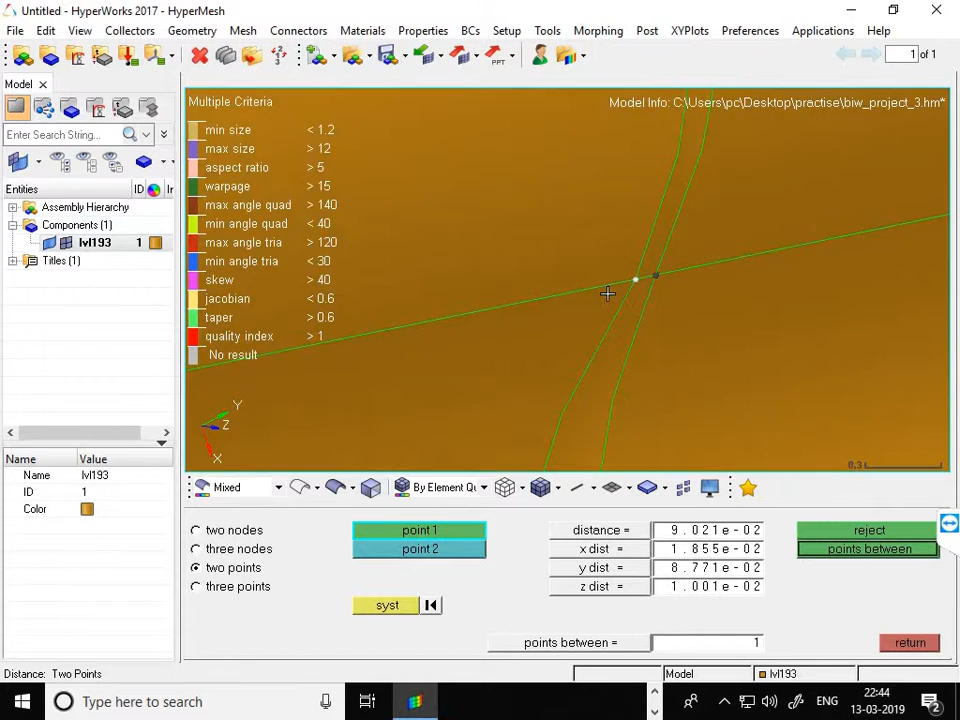 Untitled - HyperWorks 2017 - HyperMesh
File Edit View Collectors Geometry Mesh Connectors Materials Properties BCs Setup Tools Morphing Post XYPlots Preferences Applications Help
PPT
1 of 1
Model
Enter Search String...
Entities ID In
Assembly Hierarchy
Components (1)
lvl193 1
Titles (1)
Name Value
Name lvl193
ID 1
Color
Multiple Criteria
Model Info: C:\Users\pc\Desktop\practise\biw_project_3.hm*
min size < 1.2
max size > 12
aspect ratio > 5
warpage > 15
max angle quad > 140
min angle quad < 40
max angle tria > 120
min angle tria < 30
skew > 40
jacobian < 0.6
taper > 0.6
quality index > 1
No result
Y
Z
X
0.3
Mixed
By Element Qu
two nodes point 1 distance = 9.021e-02 reject
three nodes point 2 x dist = 1.855e-02 points between
two points y dist = 8.771e-02
three points z dist = 1.001e-02
syst
points between = 1 return
Distance: Two Points Model lvl193
Type here to search
ENG
22:44
13-03-2019
2